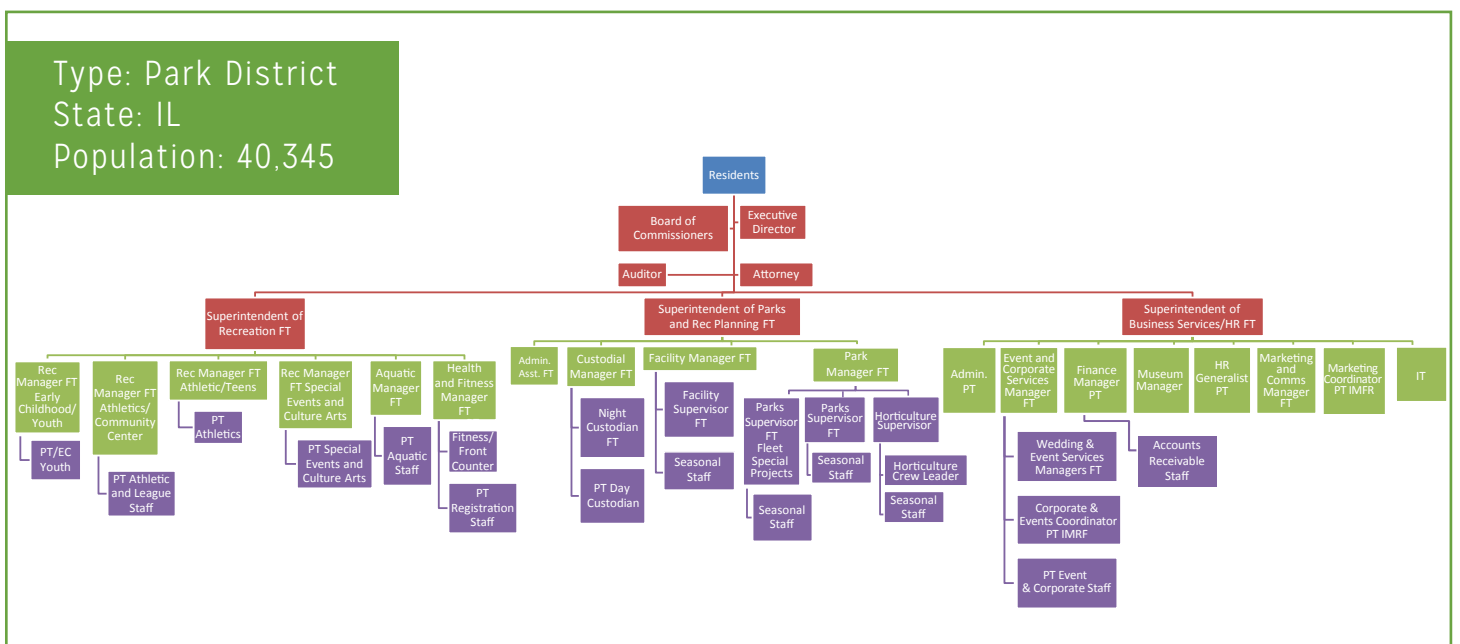 Type: Park District
State: IL
Population: 40,345
Residents
Board of
Commissioners
Executive
Director
Auditor
Attorney
Superintendent of
Recreation FT
Superintendent of Parks
and Rec Planning FT
Superintendent of
Business Services/HR FT
Rec
Manager FT
Early
Childhood/
Youth
PT/EC
Youth
Rec
Manager FT
Athletics/
Community
Center
PT Athletic
and League
Staff
Rec Manager FT
Athletic/Teens
PT
Athletics
Rec Manager
FT Special
Events and
Culture Arts
PT Special
Events and
Culture Arts
Aquatic
Manager
FT
PT
Aquatic
Staff
Health
and Fitness
Manager
FT
Fitness/
Front
Counter
PT
Registration
Staff
Admin.
Asst. FT
Custodial
Manager FT
Night
Custodian
FT
PT Day
Custodian
Facility Manager FT
Facility
Supervisor
FT
Seasonal
Staff
Park
Manager FT
Parks
Supervisor
FT
Fleet
Special
Projects
Seasonal
Staff
Parks
Supervisor
FT
Seasonal
Staff
Horticulture
Supervisor
Horticulture
Crew Leader
Seasonal
Staff
Admin.
PT
Event and
Corporate
Services
Manager
FT
Wedding &
Event Services
Managers FT
Corporate &
Events Coordinator
PT IMRF
PT Event
& Corporate Staff
Finance
Manager
PT
Accounts
Receivable
Staff
Museum
Manager
HR
Generalist
PT
Marketing
and
Comms
Manager FT
Marketing
Coordinator
PT IMFR
IT